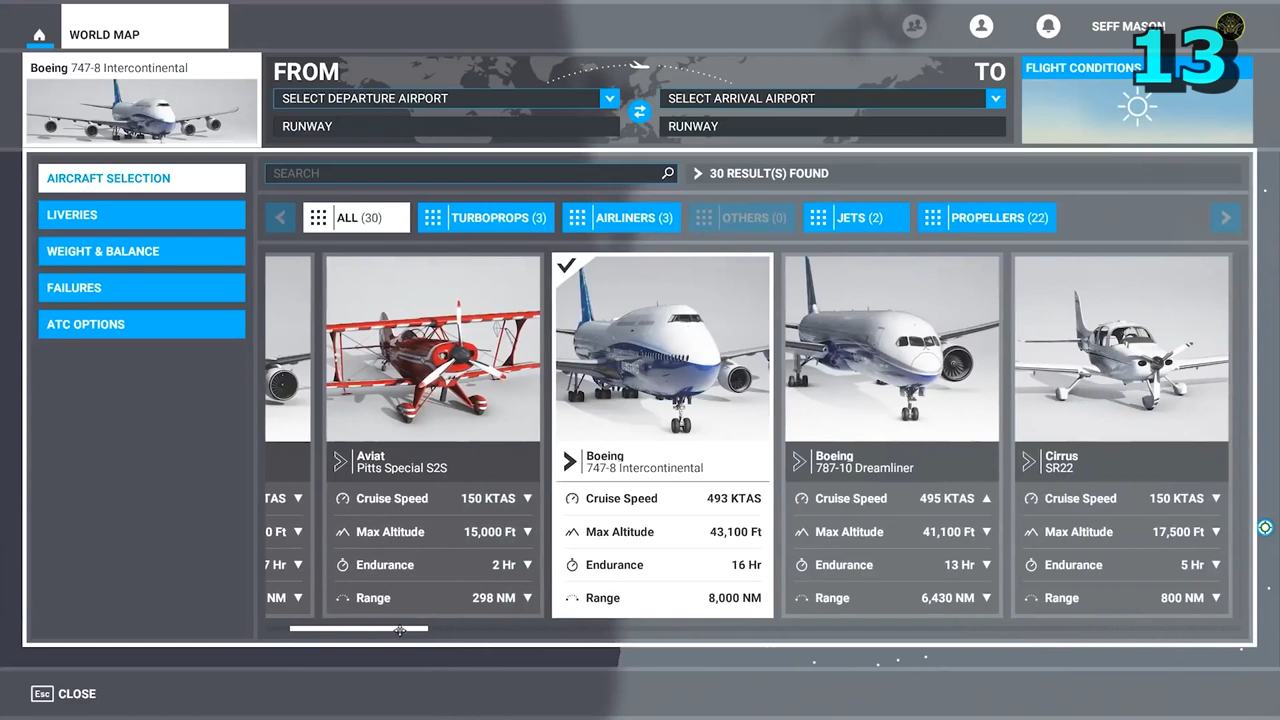 WORLD MAP
SEFF MASON
13
Boeing 747-8 Intercontinental
FROM
TO
SELECT DEPARTURE AIRPORT
SELECT ARRIVAL AIRPORT
RUNWAY
RUNWAY
FLIGHT CONDITIONS
AIRCRAFT SELECTION
LIVERIES
WEIGHT & BALANCE
FAILURES
ATC OPTIONS
SEARCH
30 RESULT(S) FOUND
ALL (30)
TURBOPROPS (3)
AIRLINERS (3)
OTHERS (0)
JETS (2)
PROPELLERS (22)
TAS
0 Ft
7 Hr
NM
Aviat
Pitts Special S2S
Cruise Speed 150 KTAS
Max Altitude 15,000 Ft
Endurance 2 Hr
Range 298 NM
Boeing
747-8 Intercontinental
Cruise Speed 493 KTAS
Max Altitude 43,100 Ft
Endurance 16 Hr
Range 8,000 NM
Boeing
787-10 Dreamliner
Cruise Speed 495 KTAS
Max Altitude 41,100 Ft
Endurance 13 Hr
Range 6,430 NM
Cirrus
SR22
Cruise Speed 150 KTAS
Max Altitude 17,500 Ft
Endurance 5 Hr
Range 800 NM
Esc CLOSE